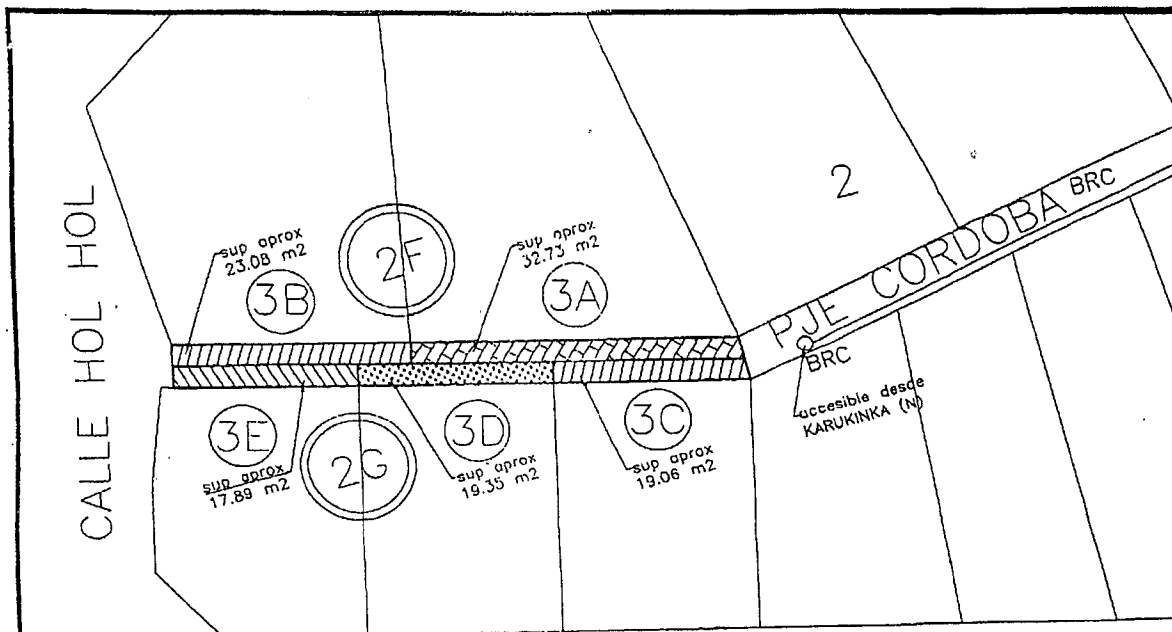 CALLE HOL HOL
sup aprox
23.08 m2
3B
2F
sup aprox
32.73 m2
3A
2
PJE CORDOBA
BRC
BRC
accesible desde
KARUKINKA (N)
3E
sup aprox
17.89 m2
2G
3D
sup aprox
19.35 m2
3C
sup aprox
19.06 m2